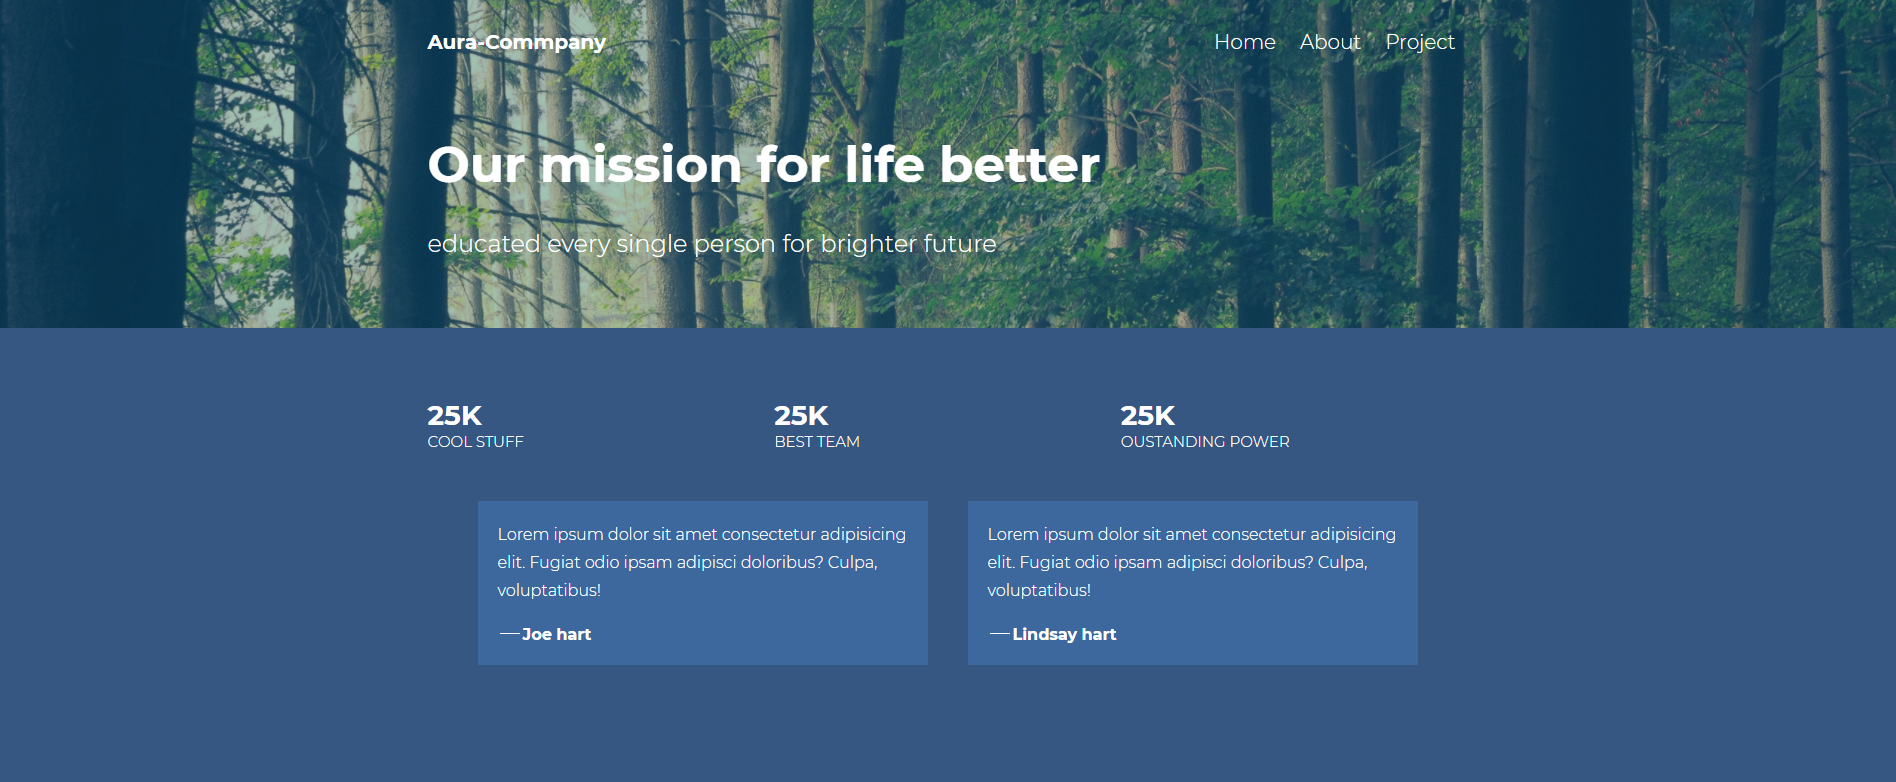 Aura-Commpany
Home About Project
Our mission for life better
educated every single person for brighter future
25K
COOL STUFF
25K
BEST TEAM
25K
OUSTANDING POWER
Lorem ipsum dolor sit amet consectetur adipisicing
elit. Fugiat odio ipsam adipisci doloribus? Culpa,
voluptatibus!
— Joe hart
Lorem ipsum dolor sit amet consectetur adipisicing
elit. Fugiat odio ipsam adipisci doloribus? Culpa,
voluptatibus!
— Lindsay hart